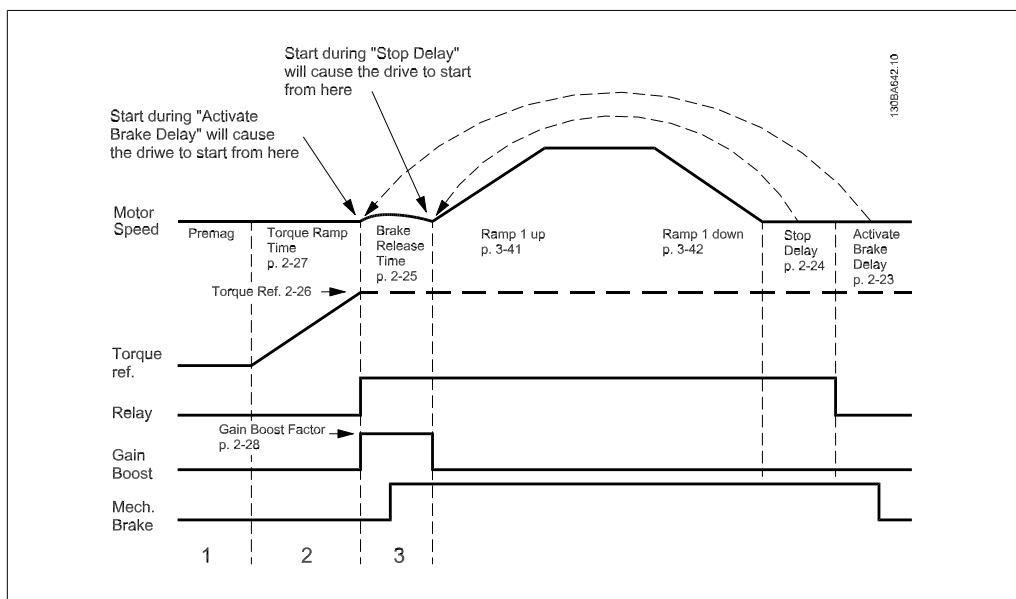 Start during "Stop Delay"
will cause the drive to start
from here
130BA642.10
Start during "Activate
Brake Delay" will cause
the driwe to start from here
Motor
Speed
Premag
Torque Ramp
Time
p. 2-27
Brake
Release
Time
p. 2-25
Ramp 1 up
p. 3-41
Ramp 1 down
p. 3-42
Stop
Delay
p. 2-24
Activate
Brake
Delay
p. 2-23
Torque Ref. 2-26
Torque
ref.
Relay
Gain Boost Factor
p. 2-28
Gain
Boost
Mech.
Brake
1 2 3